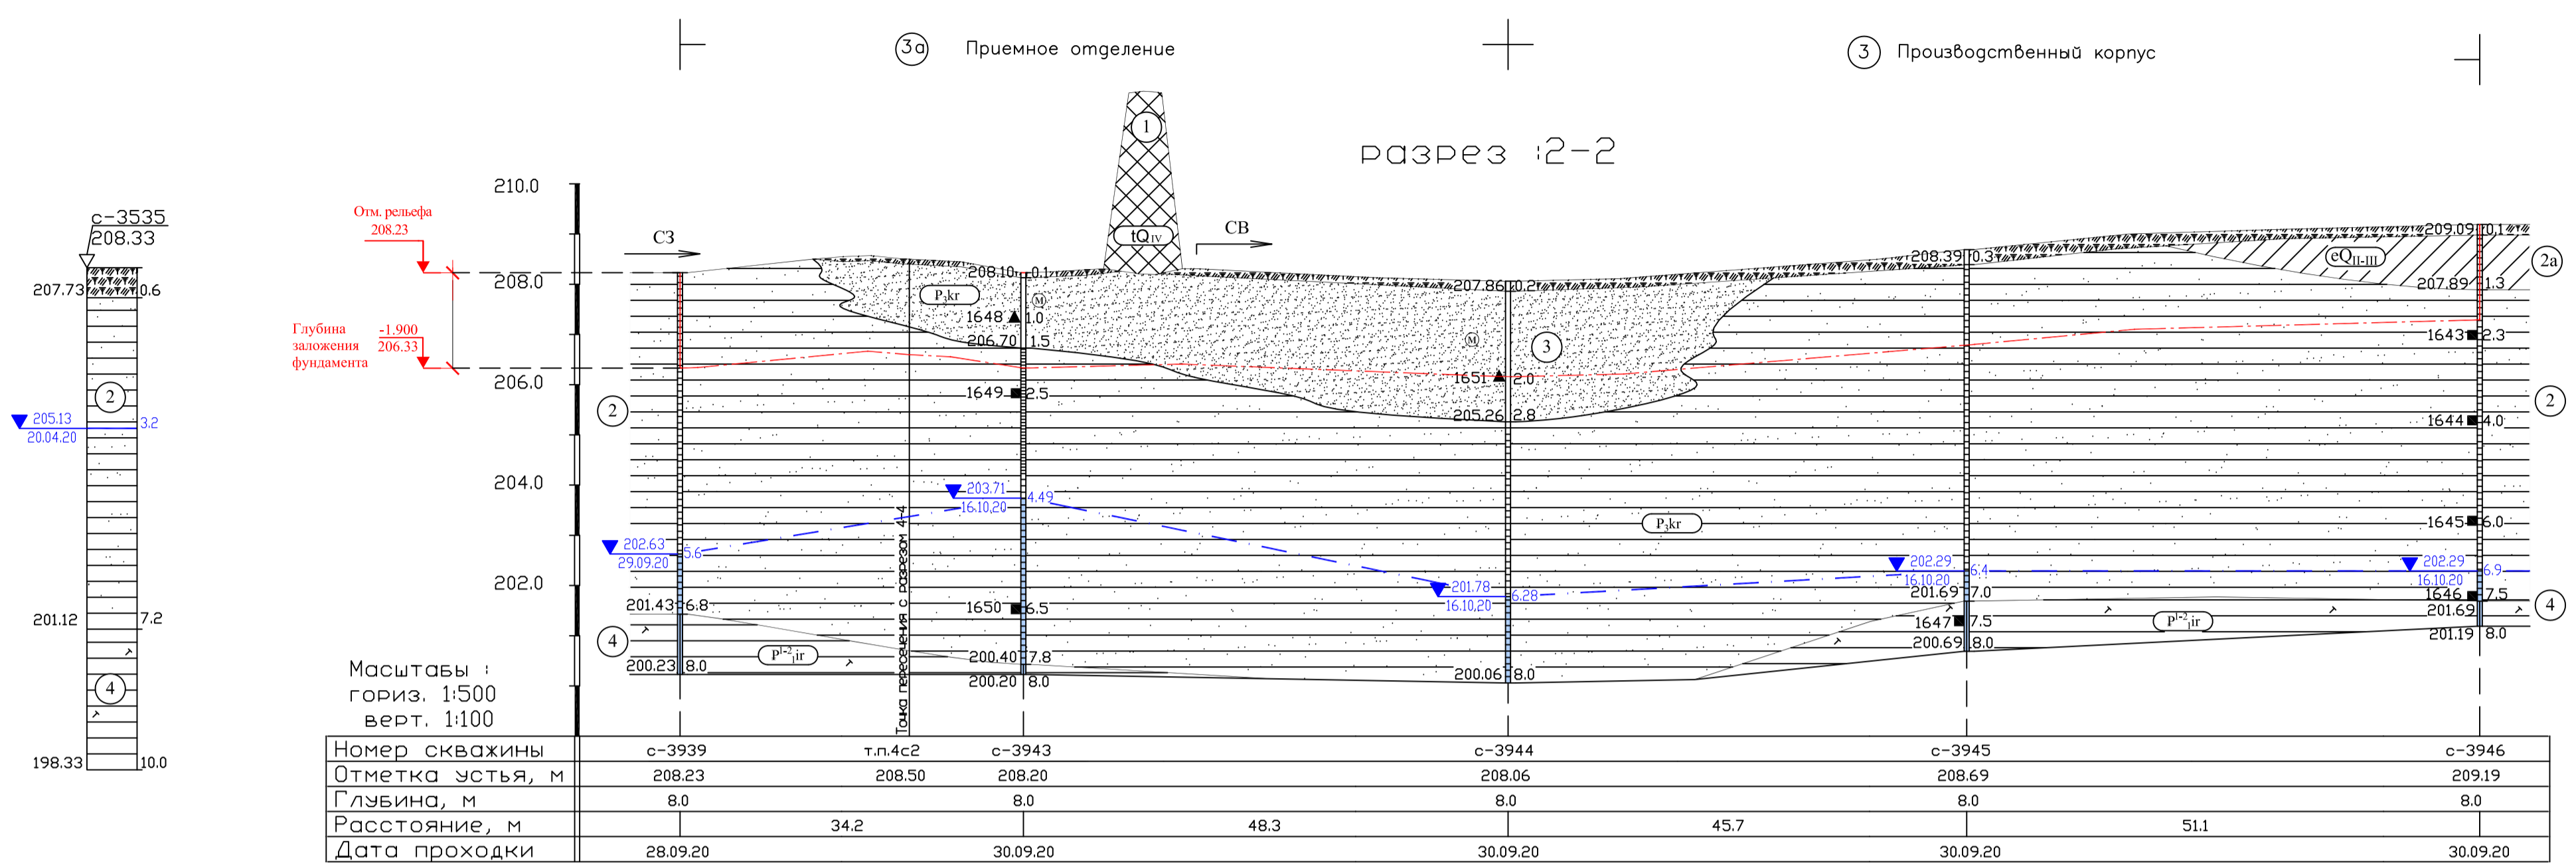 3а Приемное отделение
3 Производственный корпус
разрез :2-2
1
tQIV
СЗ
СВ
с-3535
208.33
207.73 0.6
2
205.13 3.2
20.04.20
201.12 7.2
4
198.33 10.0
Отм. рельефа
208.23
Глубина
заложения
фундамента
-1.900
206.33
210.0
208.0
206.0
204.0
202.0
Масштабы :
гориз. 1:500
верт. 1:100
2
4
202.63 5.6
29.09.20
201.43 6.8
200.23 8.0
P1-21ir
Точка пересечения с разрезом 4-4
P3kr
208.10 0.1
М
1648 1.0
206.70 1.5
1649 2.5
203.71 4.49
16.10.20
1650 6.5
200.40 7.8
200.20 8.0
207.86 0.2
М
3
1651 2.0
205.26 2.8
201.78 6.28
16.10.20
200.06 8.0
P3kr
208.39 0.3
202.29 6.4
16.10.20
201.69 7.0
1647 7.5
200.69 8.0
P1-21ir
eQII-III
209.09 0.1
2а
207.89 1.3
1643 2.3
2
1644 4.0
1645 6.0
202.29 6.9
16.10.20
1646 7.5
201.69
4
201.19 8.0
Номер скважины с-3939 т.п.4с2 с-3943 с-3944 с-3945 с-3946
Отметка устья, м 208.23 208.50 208.20 208.06 208.69 209.19
Глубина, м 8.0 8.0 8.0 8.0 8.0
Расстояние, м 34.2 48.3 45.7 51.1
Дата проходки 28.09.20 30.09.20 30.09.20 30.09.20 30.09.20